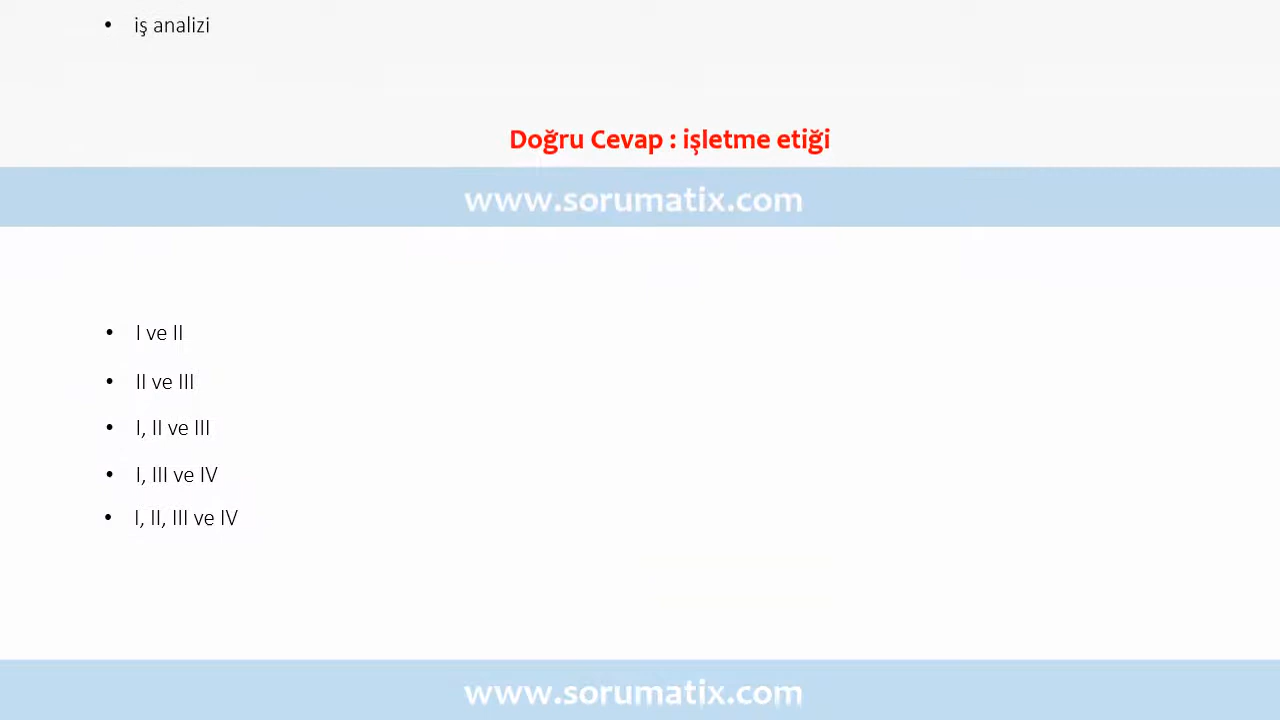 • iş analizi
Doğru Cevap : işletme etiği
www.sorumatix.com
• I ve II
• II ve III
• I, II ve III
• I, III ve IV
• I, II, III ve IV
www.sorumatix.com